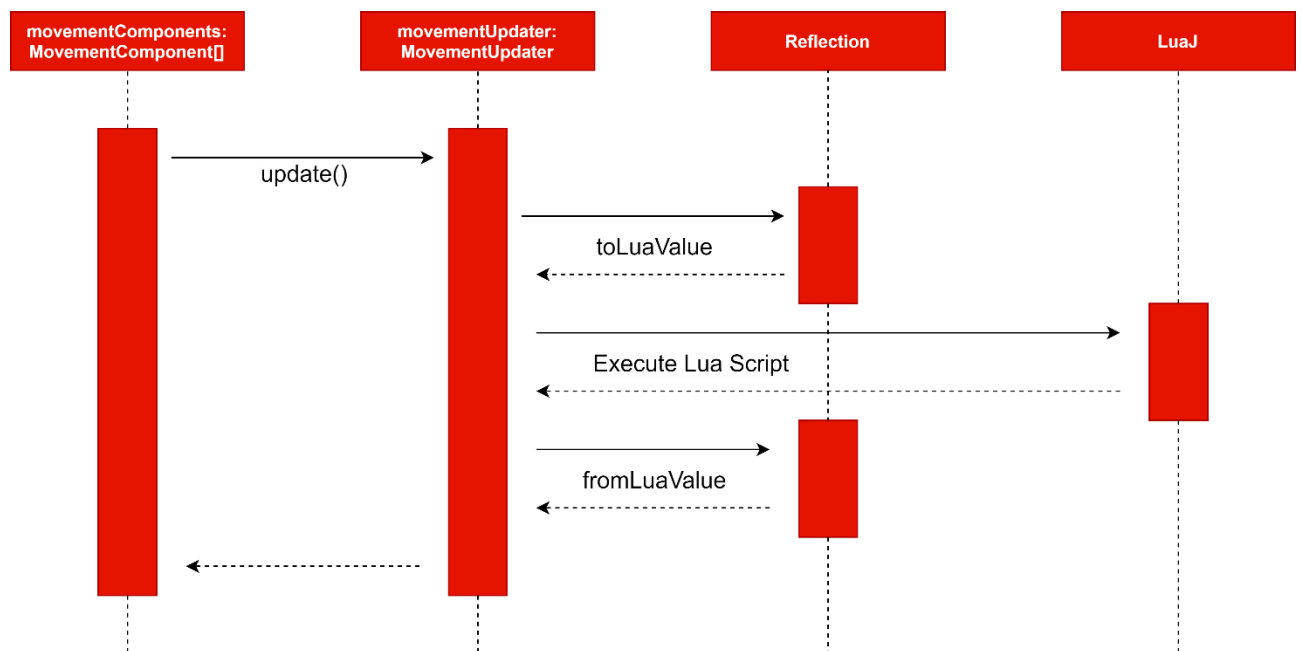 movementComponents:
MovementComponent[]
movementUpdater:
MovementUpdater
Reflection
LuaJ
update()
toLuaValue
Execute Lua Script
fromLuaValue